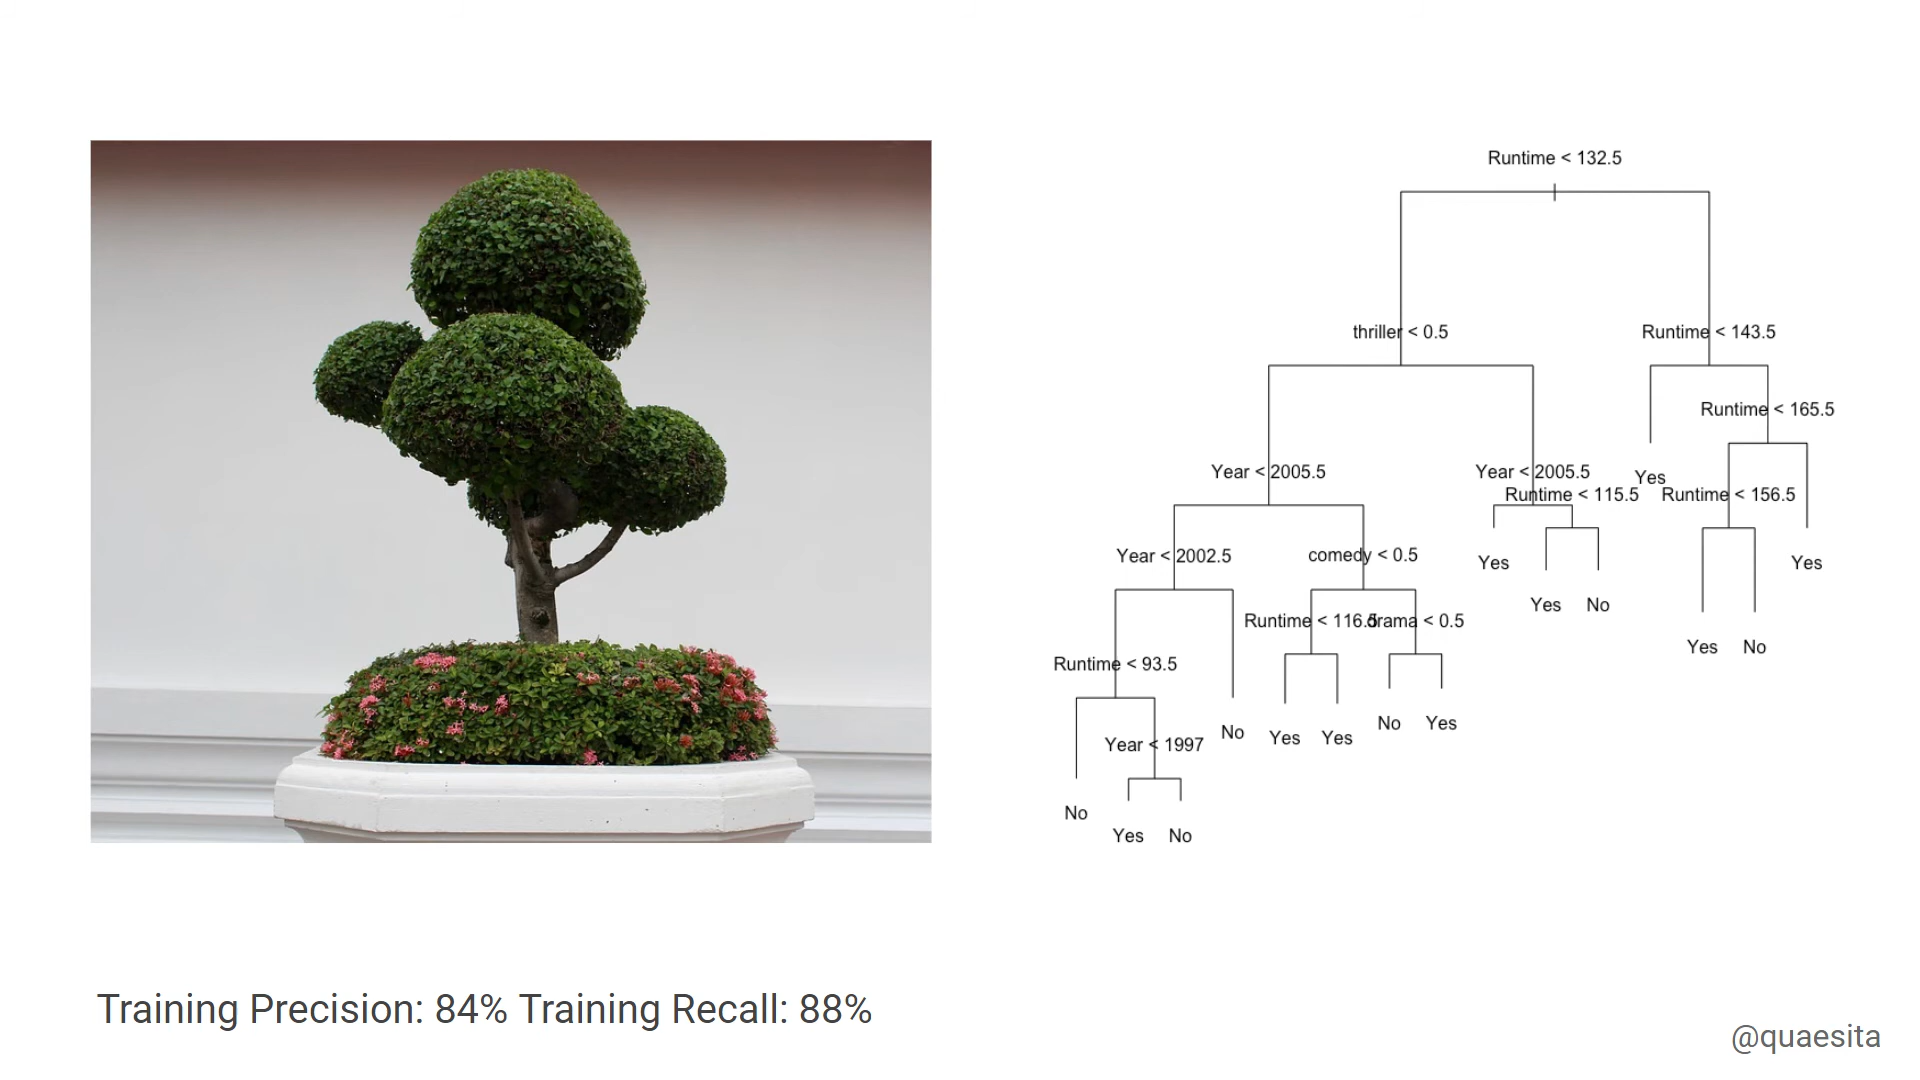 Runtime < 132.5
thriller < 0.5
Runtime < 143.5
Runtime < 165.5
Year < 2005.5
Year < 2005.5
Yes
Runtime < 115.5
Runtime < 156.5
Year < 2002.5
comedy < 0.5
Yes
Yes
Yes
No
Runtime < 116.5
drama < 0.5
Yes
No
Runtime < 93.5
No
Yes
Yes
No
Yes
Year < 1997
No
Yes
No
Training Precision: 84% Training Recall: 88%
@quaesita